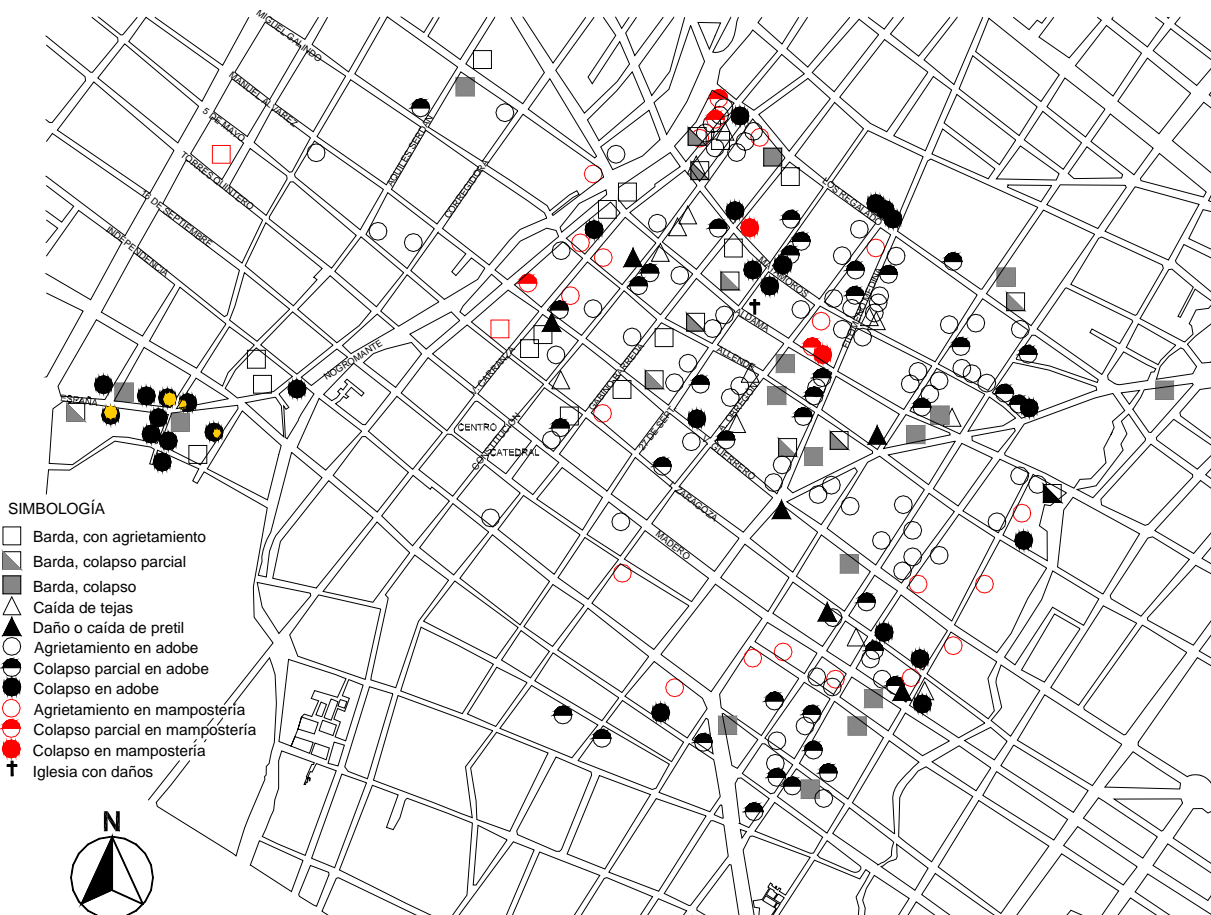 MIGUEL GALINDO
MANUEL ALVAREZ
5 DE MAYO
TORRES QUINTERO
16 DE SEPTIEMBRE
INDEPENDENCIA
AQUILES SERDAN
CORREGIDORA
LOS REGALADO
MATAMOROS
ALDAMA
ALLENDE
NOGROMANTE
V. CARRANZA
GABINO BARREDA
CONSTITUCION
27 DE SEP
GUERRERO
ZARAGOZA
MADERO
CENTRO
CATEDRAL
ESPAÑA
SIMBOLOGÍA
Barda, con agrietamiento
Barda, colapso parcial
Barda, colapso
Caída de tejas
Daño o caída de pretil
Agrietamiento en adobe
Colapso parcial en adobe
Colapso en adobe
Agrietamiento en mampostería
Colapso parcial en mampostería
Colapso en mampostería
Iglesia con daños
N